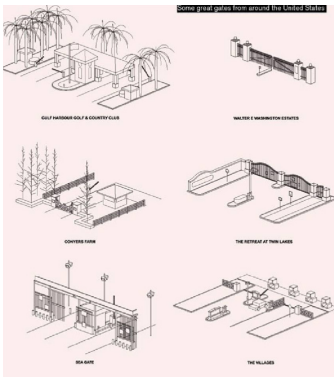 Some great gates from around the United States
GULF HARBOUR GOLF & COUNTRY CLUB
WALTER E WASHINGTON ESTATES
CONYERS FARM
THE RETREAT AT TWIN LAKES
SEA GATE
THE VILLAGES